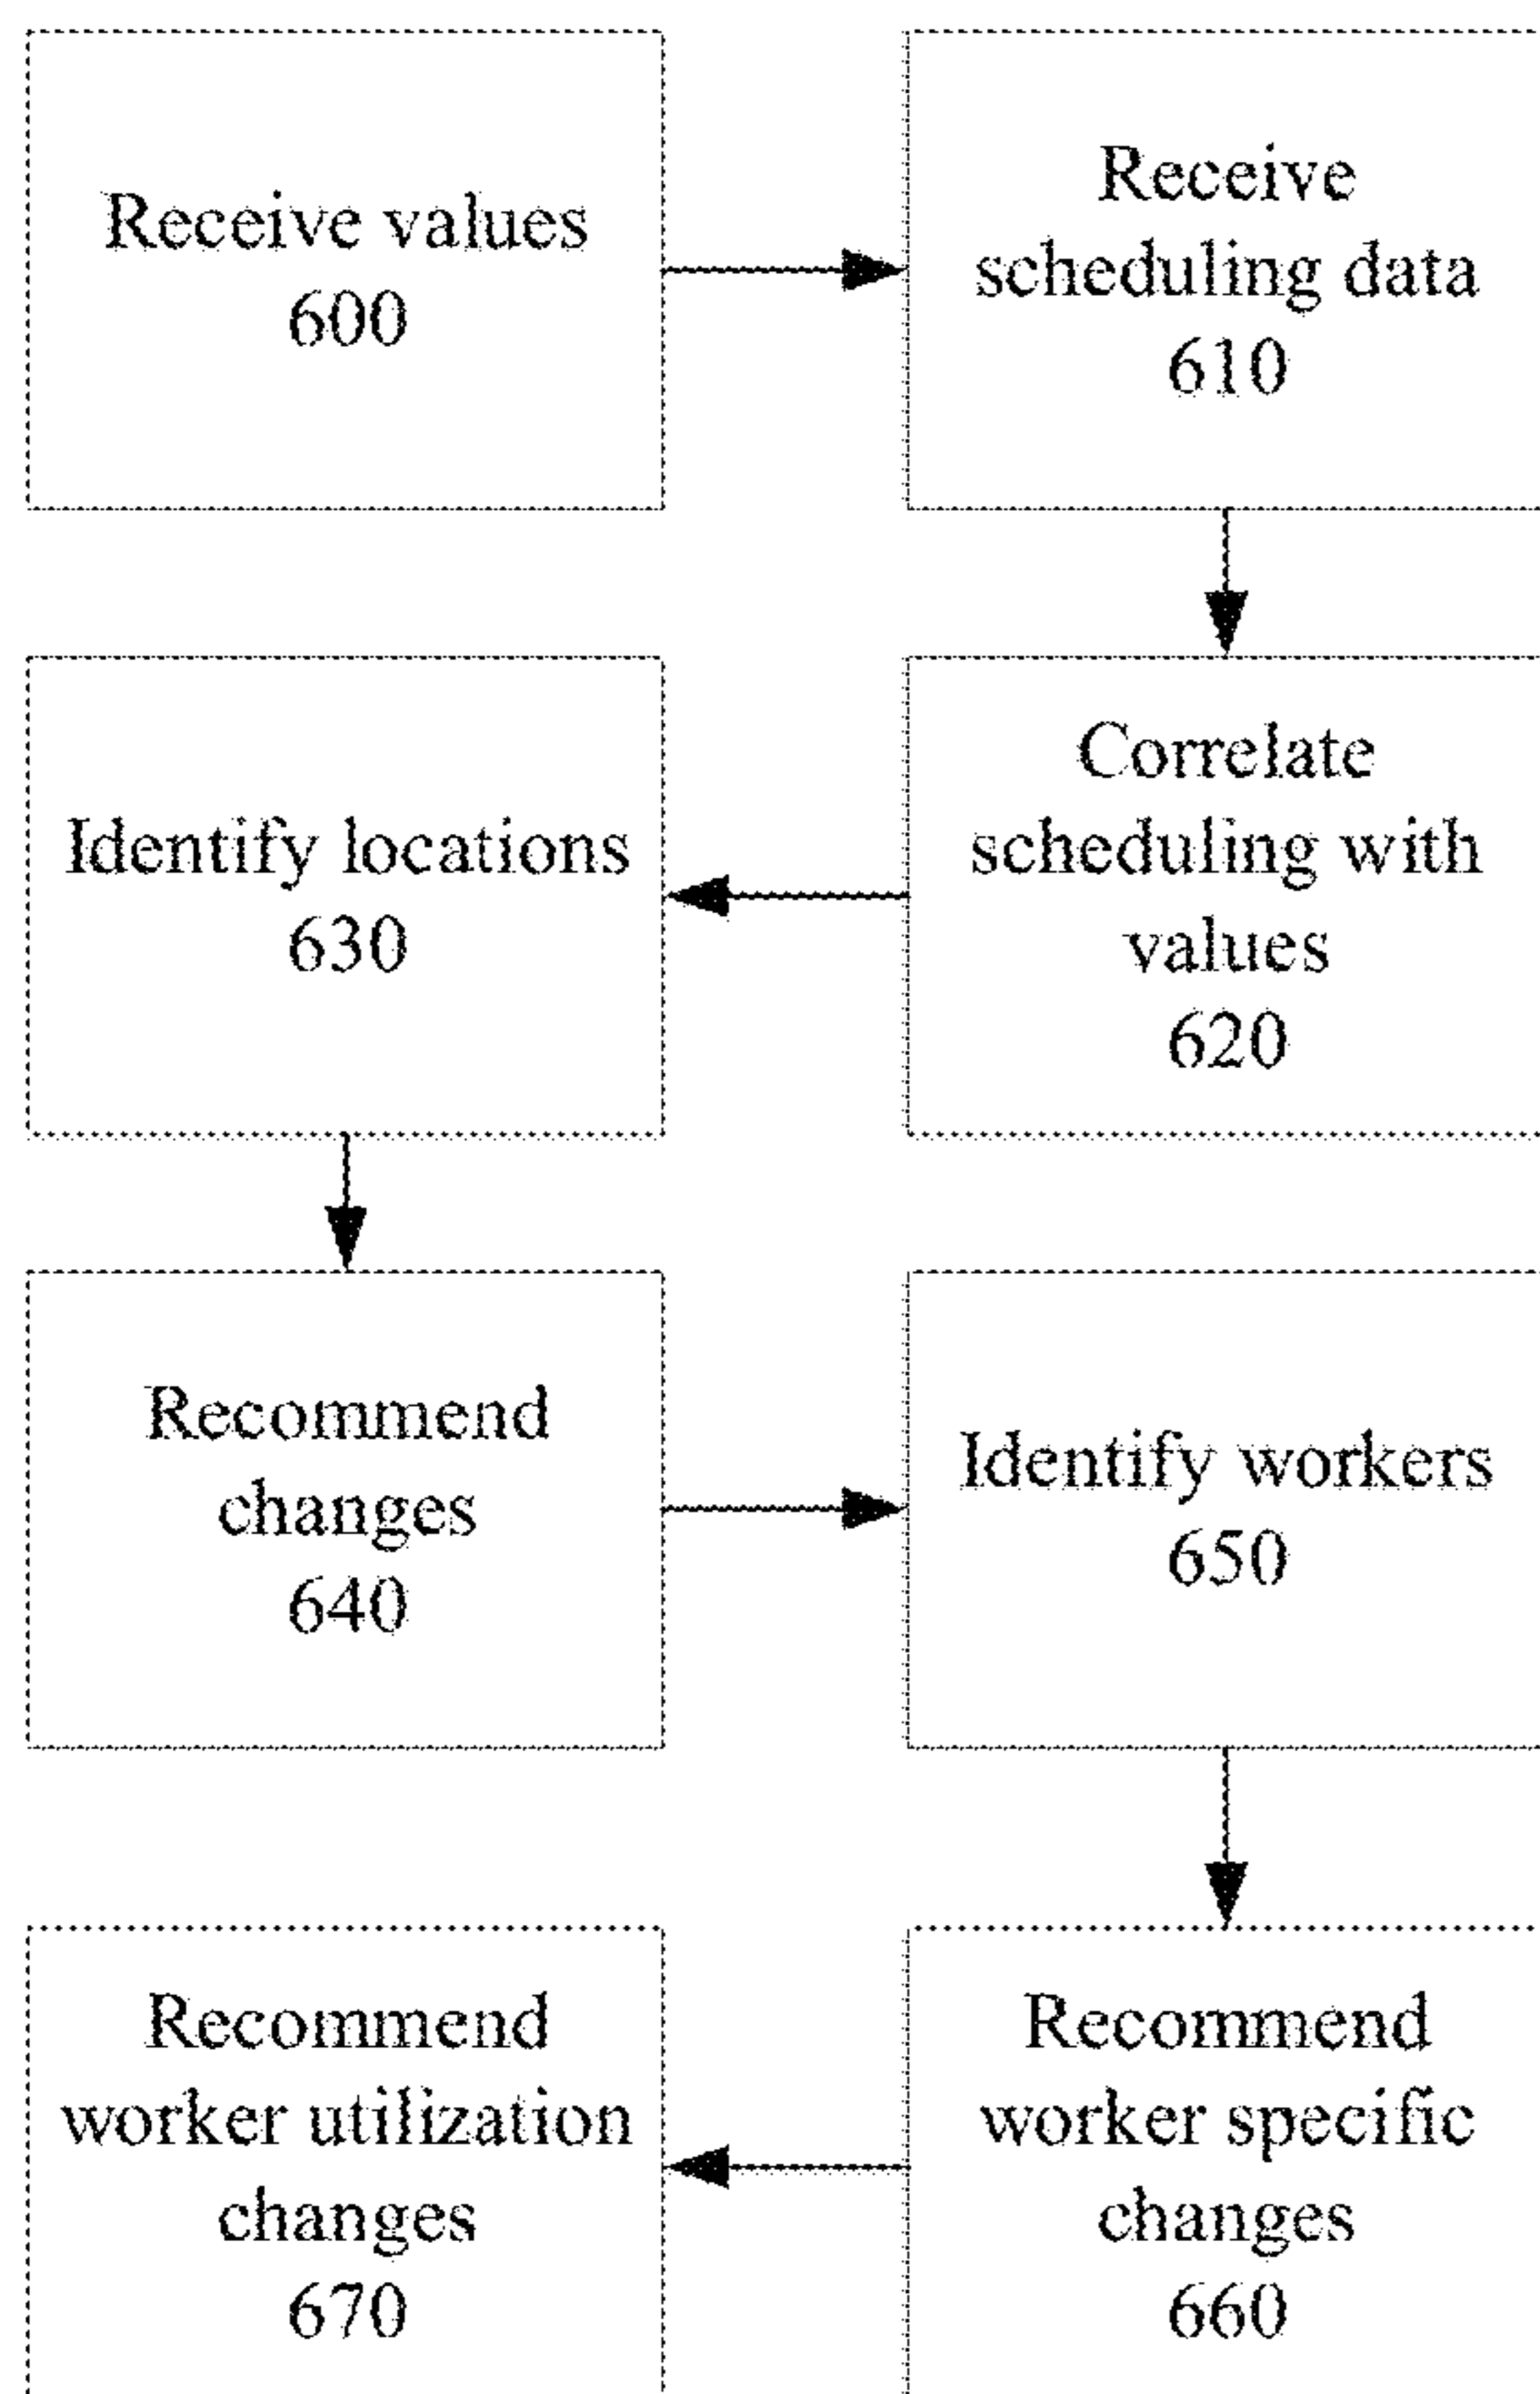 Receive values
600
Receive
scheduling data
610
Correlate
scheduling with
values
620
Identify locations
630
Recommend
changes
640
Identify workers
650
Recommend
worker specific
changes
660
Recommend
worker utilization
changes
670